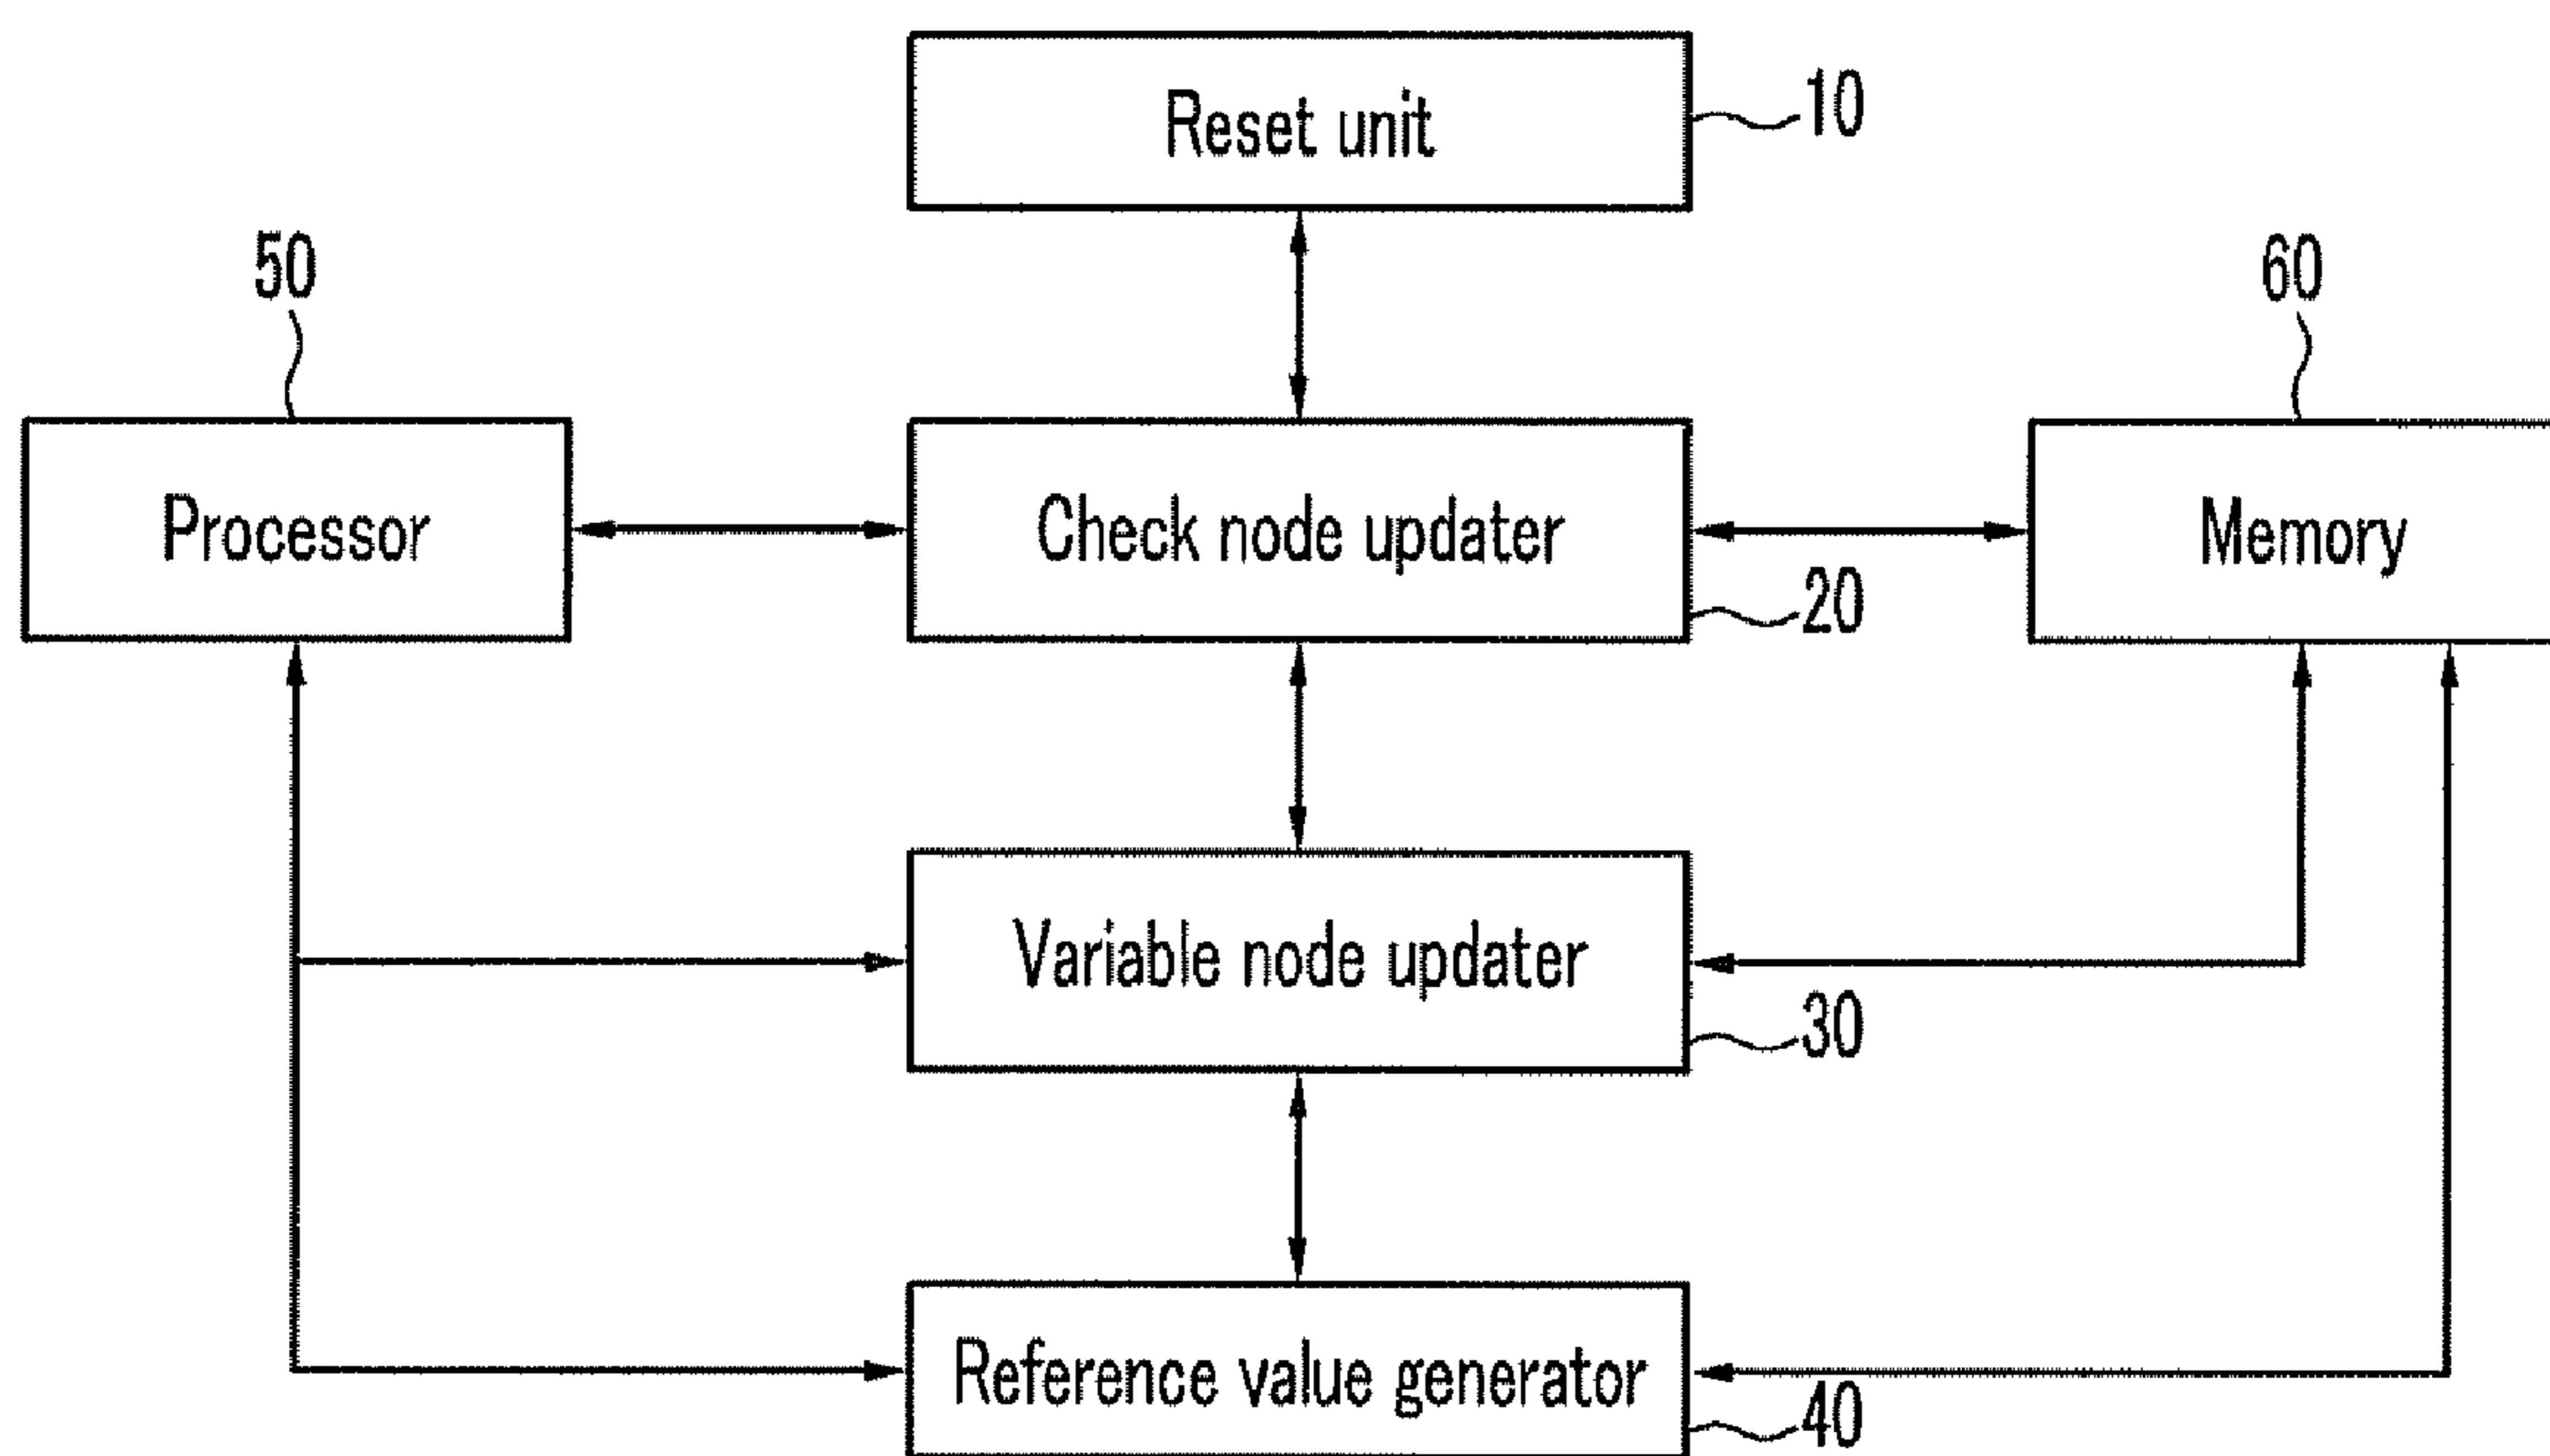 Reset unit
10
50
60
Processor
Check node updater
Memory
20
Variable node updater
30
Reference value generator
40